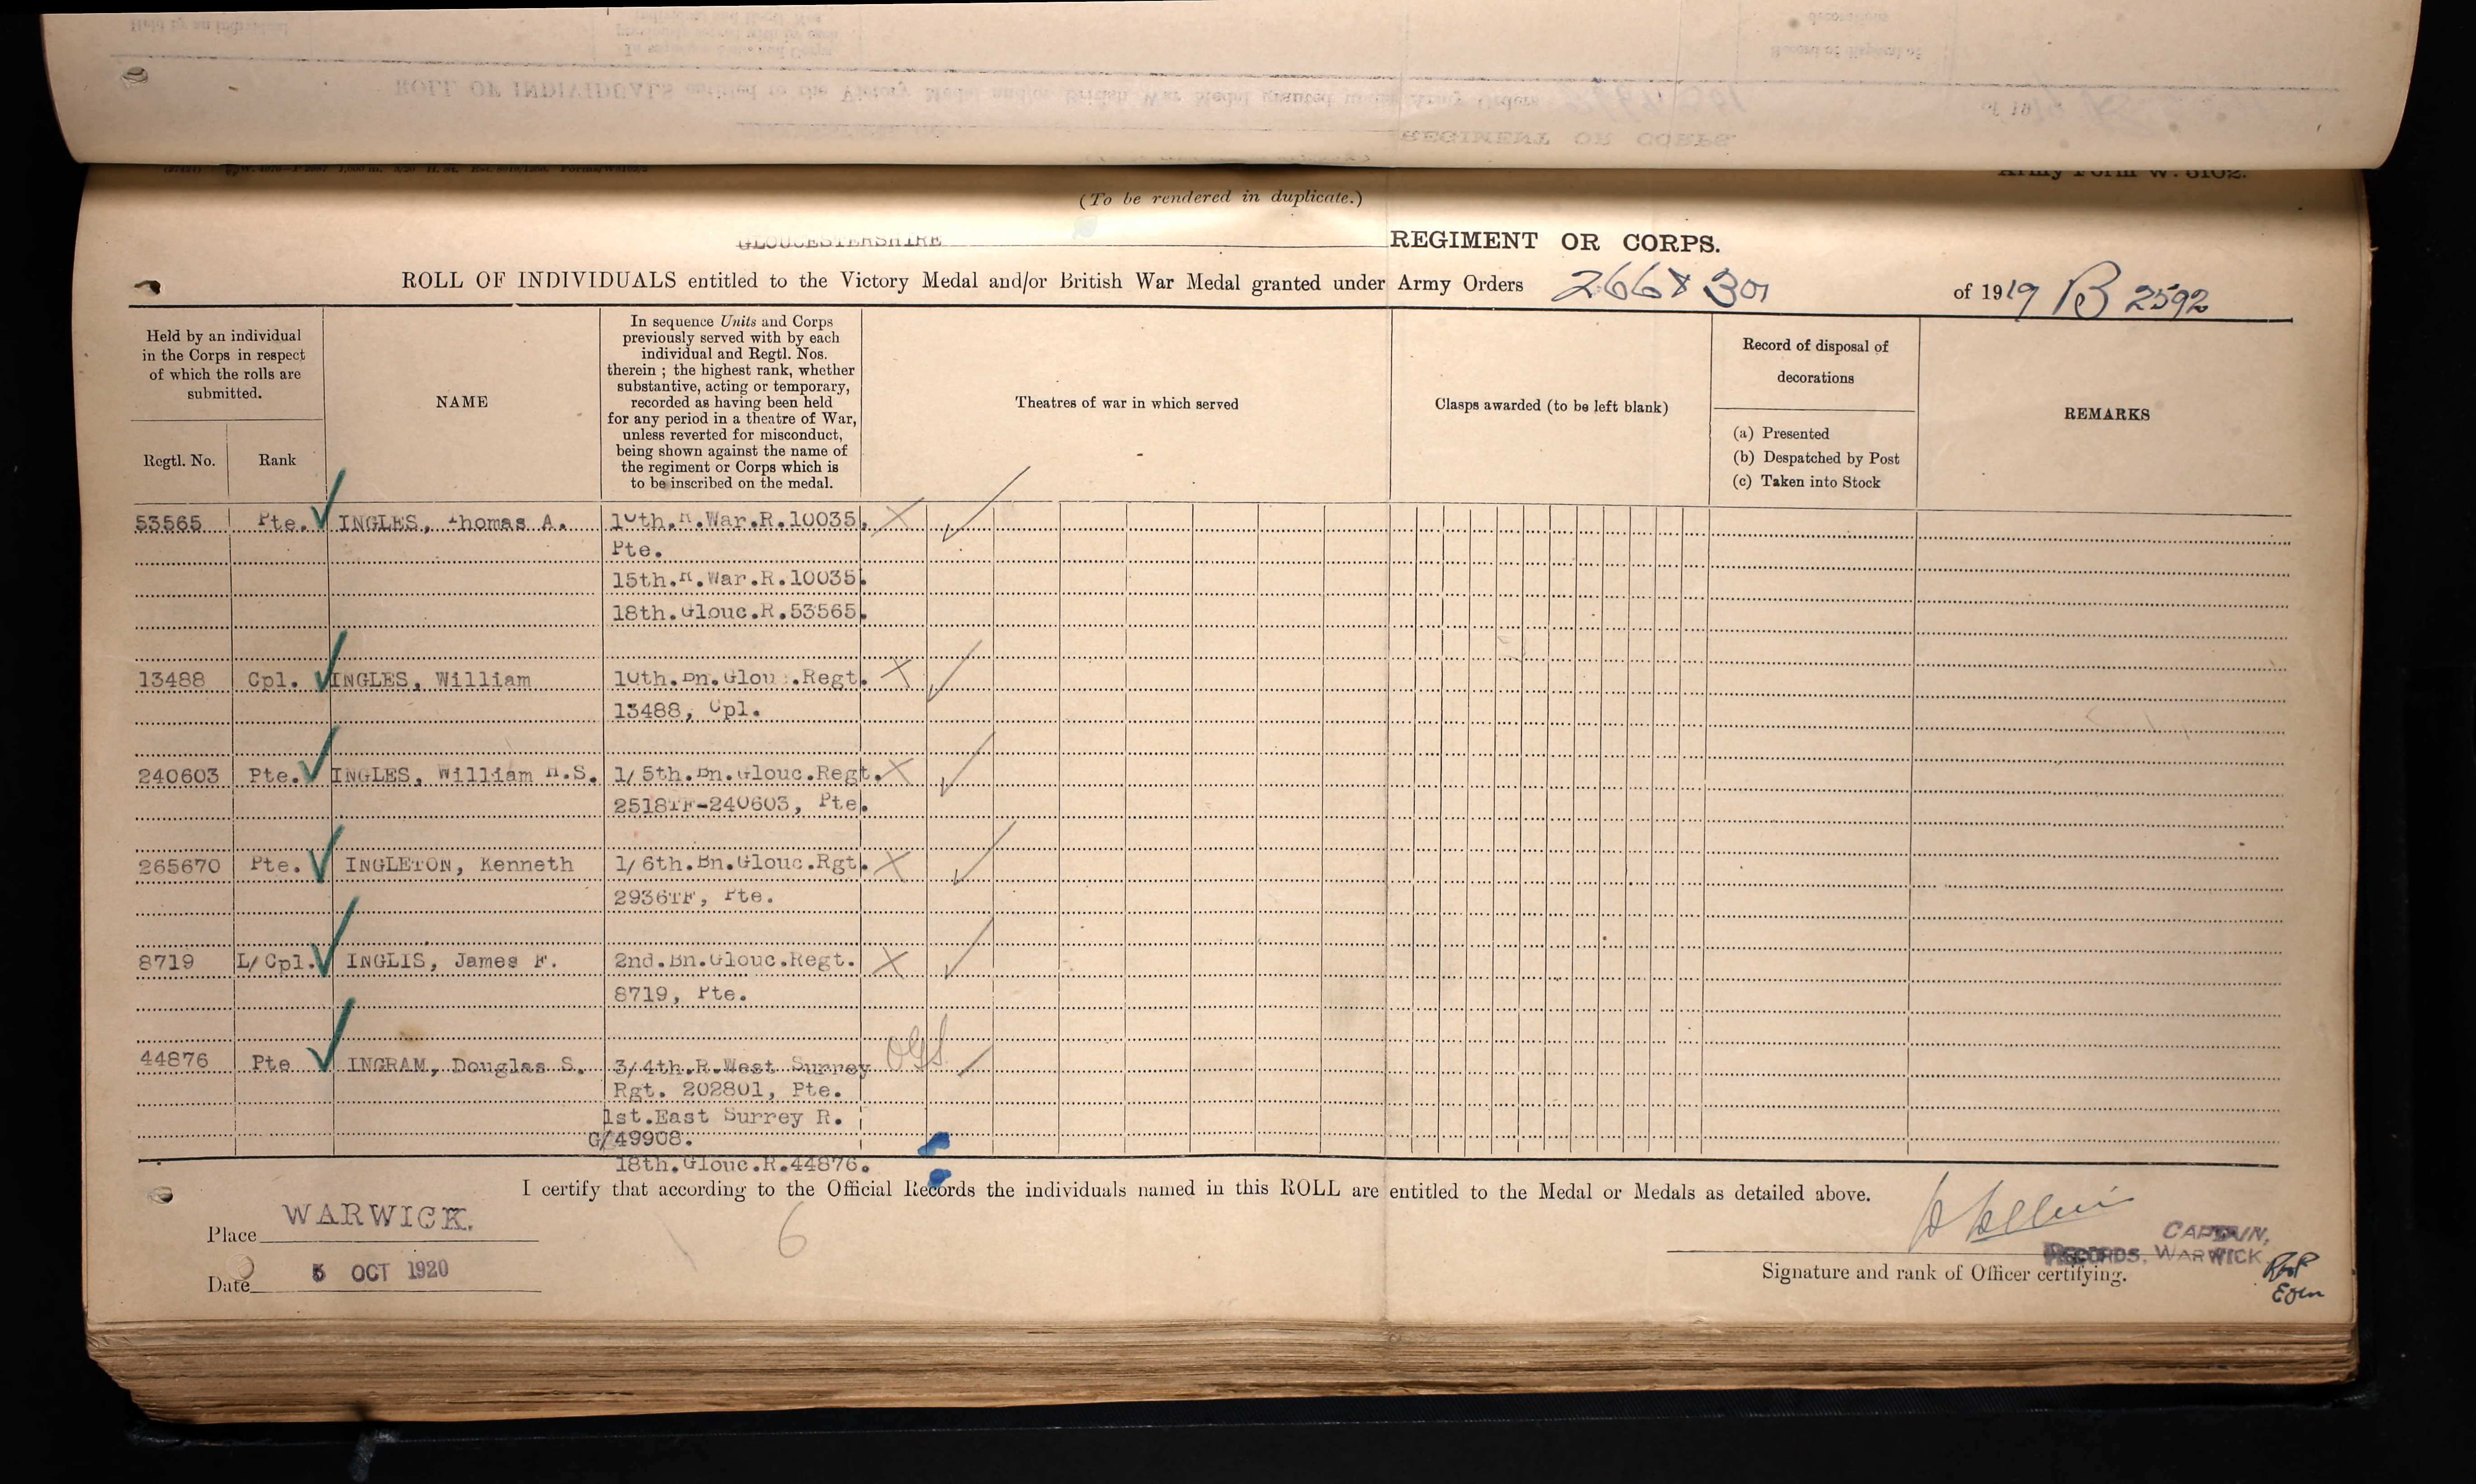 (To be rendered in duplicate.)
GLOUCESTERSHIRE REGIMENT OR CORPS.
ROLL OF INDIVIDUALS entitled to the Victory Medal and/or British War Medal granted under Army Orders 266 & 301 of 1919 B 2592
Held by an individual
in the Corps in respect
of which the rolls are
submitted.
Regtl. No.
Rank
NAME
In sequence Units and Corps
previously served with by each
individual and Regtl. Nos.
therein ; the highest rank, whether
substantive, acting or temporary,
recorded as having been held
for any period in a theatre of War,
unless reverted for misconduct,
being shown against the name of
the regiment or Corps which is
to be inscribed on the medal.
Theatres of war in which served
Clasps awarded (to be left blank)
Record of disposal of
decorations
(a) Presented
(b) Despatched by Post
(c) Taken into Stock
REMARKS
53565 Pte. INGLES, Thomas A. 10th.R.War.R.10035.
Pte.
15th.R.War.R.10035.
18th.Glouc.R.53565.
13488 Cpl. INGLES, William 10th.Bn.Glouc.Regt.
13488, Cpl.
240603 Pte. INGLES, William H.S. 1/5th.Bn.Glouc.Regt.
2518TF-240603, Pte.
265670 Pte. INGLETON, Kenneth 1/6th.Bn.Glouc.Rgt.
2936TF, Pte.
8719 L/Cpl. INGLIS, James F. 2nd.Bn.Glouc.Regt.
8719, Pte.
44876 Pte INGRAM, Douglas S. 3/4th.R.West Surrey
Rgt. 202801, Pte.
1st.East Surrey R.
G/49908.
18th.Glouc.R.44876.
I certify that according to the Official Records the individuals named in this ROLL are entitled to the Medal or Medals as detailed above.
Place WARWICK.
6
CAPTAIN,
RECORDS, WARWICK
Date 5 OCT 1920
Signature and rank of Officer certifying.